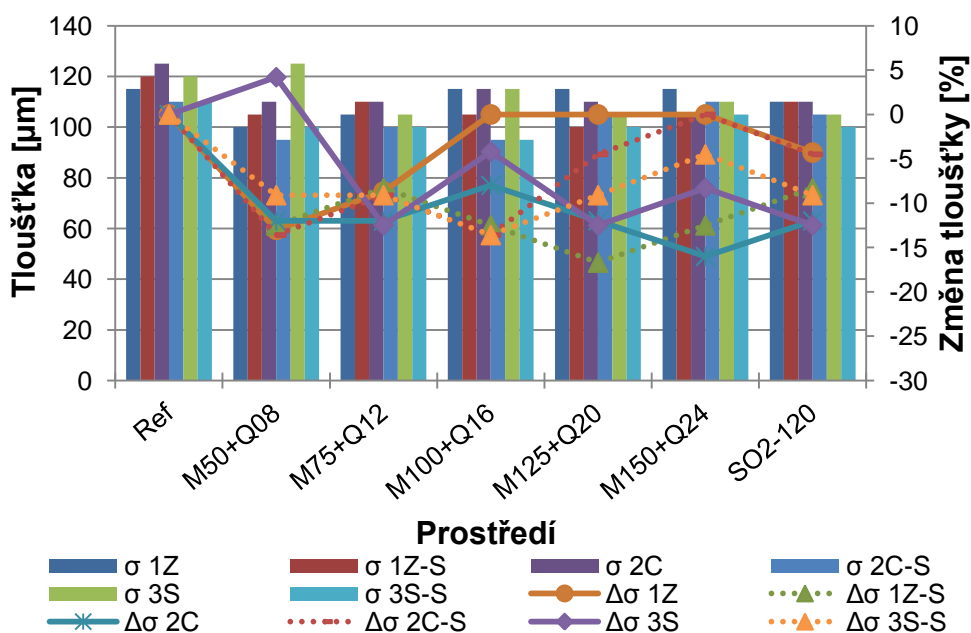 140
120
100
80
60
40
20
0
Tloušťka [µm]
10
5
0
-5
-10
-15
-20
-25
-30
Změna tloušťky [%]
Ref
M50+Q08
M75+Q12
M100+Q16
M125+Q20
M150+Q24
SO2-120
Prostředí
σ 1Z
σ 1Z-S
σ 2C
σ 2C-S
σ 3S
σ 3S-S
Δσ 1Z
Δσ 1Z-S
Δσ 2C
Δσ 2C-S
Δσ 3S
Δσ 3S-S